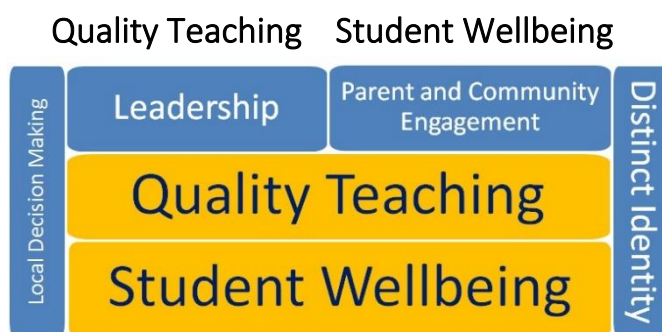 Quality Teaching Student Wellbeing
Local Decision Making
Leadership
Parent and Community
Engagement
Distinct Identity
Quality Teaching
Student Wellbeing